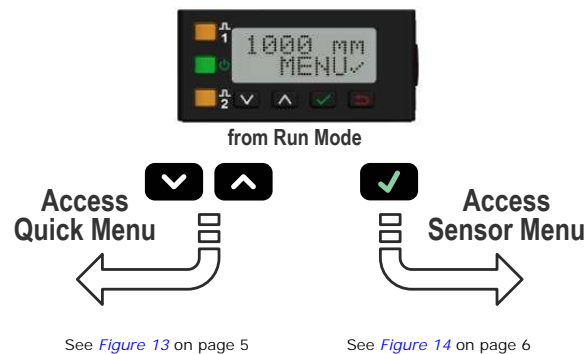 1
1000 mm
MENU✓
2
from Run Mode
Access
Quick Menu
Access
Sensor Menu
See Figure 13 on page 5
See Figure 14 on page 6